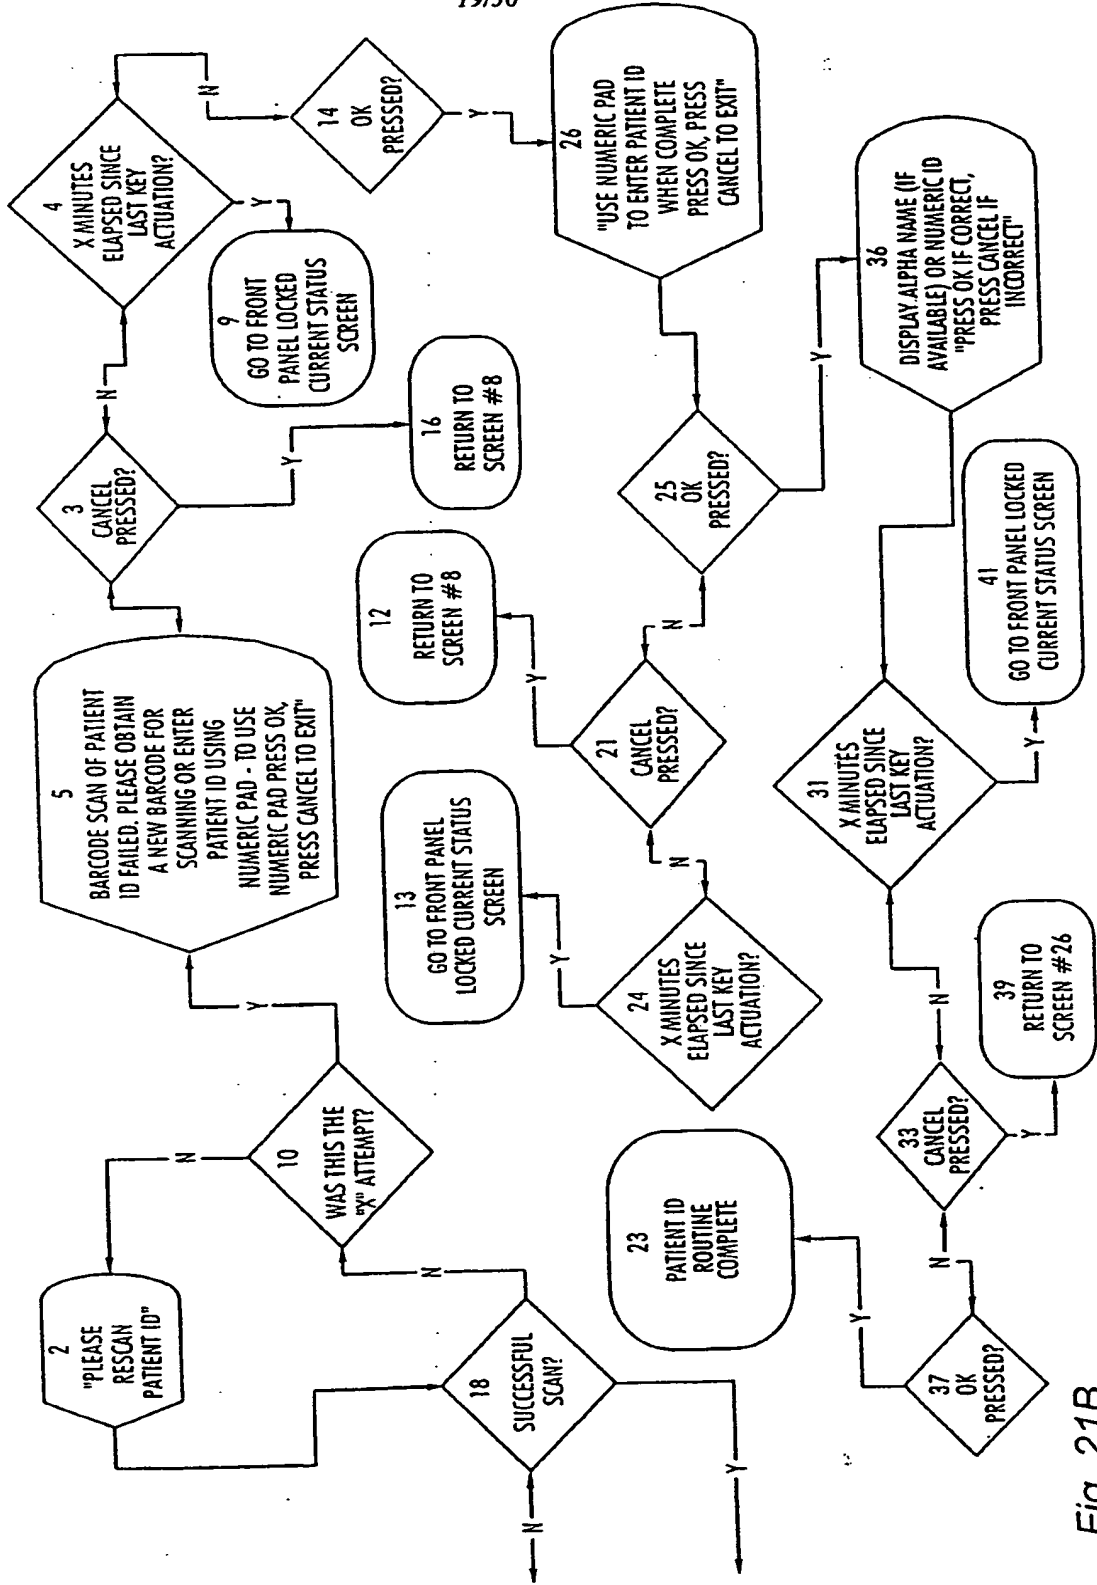 19/50
2
"PLEASE
RESCAN
PATIENT ID"
18
SUCCESSFUL
SCAN?
N
Y
N
10
WAS THIS THE
"X" ATTEMPT?
N
Y
5
BARCODE SCAN OF PATIENT
ID FAILED. PLEASE OBTAIN
A NEW BARCODE FOR
SCANNING OR ENTER
PATIENT ID USING
NUMERIC PAD - TO USE
NUMERIC PAD PRESS OK,
PRESS CANCEL TO EXIT"
3
CANCEL
PRESSED?
N
Y
16
RETURN TO
SCREEN #8
4
X MINUTES
ELAPSED SINCE
LAST KEY
ACTUATION?
Y
N
9
GO TO FRONT
PANEL LOCKED
CURRENT STATUS
SCREEN
14
OK
PRESSED?
Y
26
"USE NUMERIC PAD
TO ENTER PATIENT ID
WHEN COMPLETE
PRESS OK, PRESS
CANCEL TO EXIT"
25
OK
PRESSED?
N
Y
21
CANCEL
PRESSED?
Y
N
12
RETURN TO
SCREEN #8
24
X MINUTES
ELAPSED SINCE
LAST KEY
ACTUATION?
Y
13
GO TO FRONT PANEL
LOCKED CURRENT STATUS
SCREEN
36
DISPLAY ALPHA NAME (IF
AVAILABLE) OR NUMERIC ID
"PRESS OK IF CORRECT,
PRESS CANCEL IF
INCORRECT"
31
X MINUTES
ELAPSED SINCE
LAST KEY
ACTUATION?
Y
N
41
GO TO FRONT PANEL LOCKED
CURRENT STATUS SCREEN
33
CANCEL
PRESSED?
Y
N
39
RETURN TO
SCREEN #26
37
OK
PRESSED?
Y
23
PATIENT ID
ROUTINE
COMPLETE
Fig. 21B